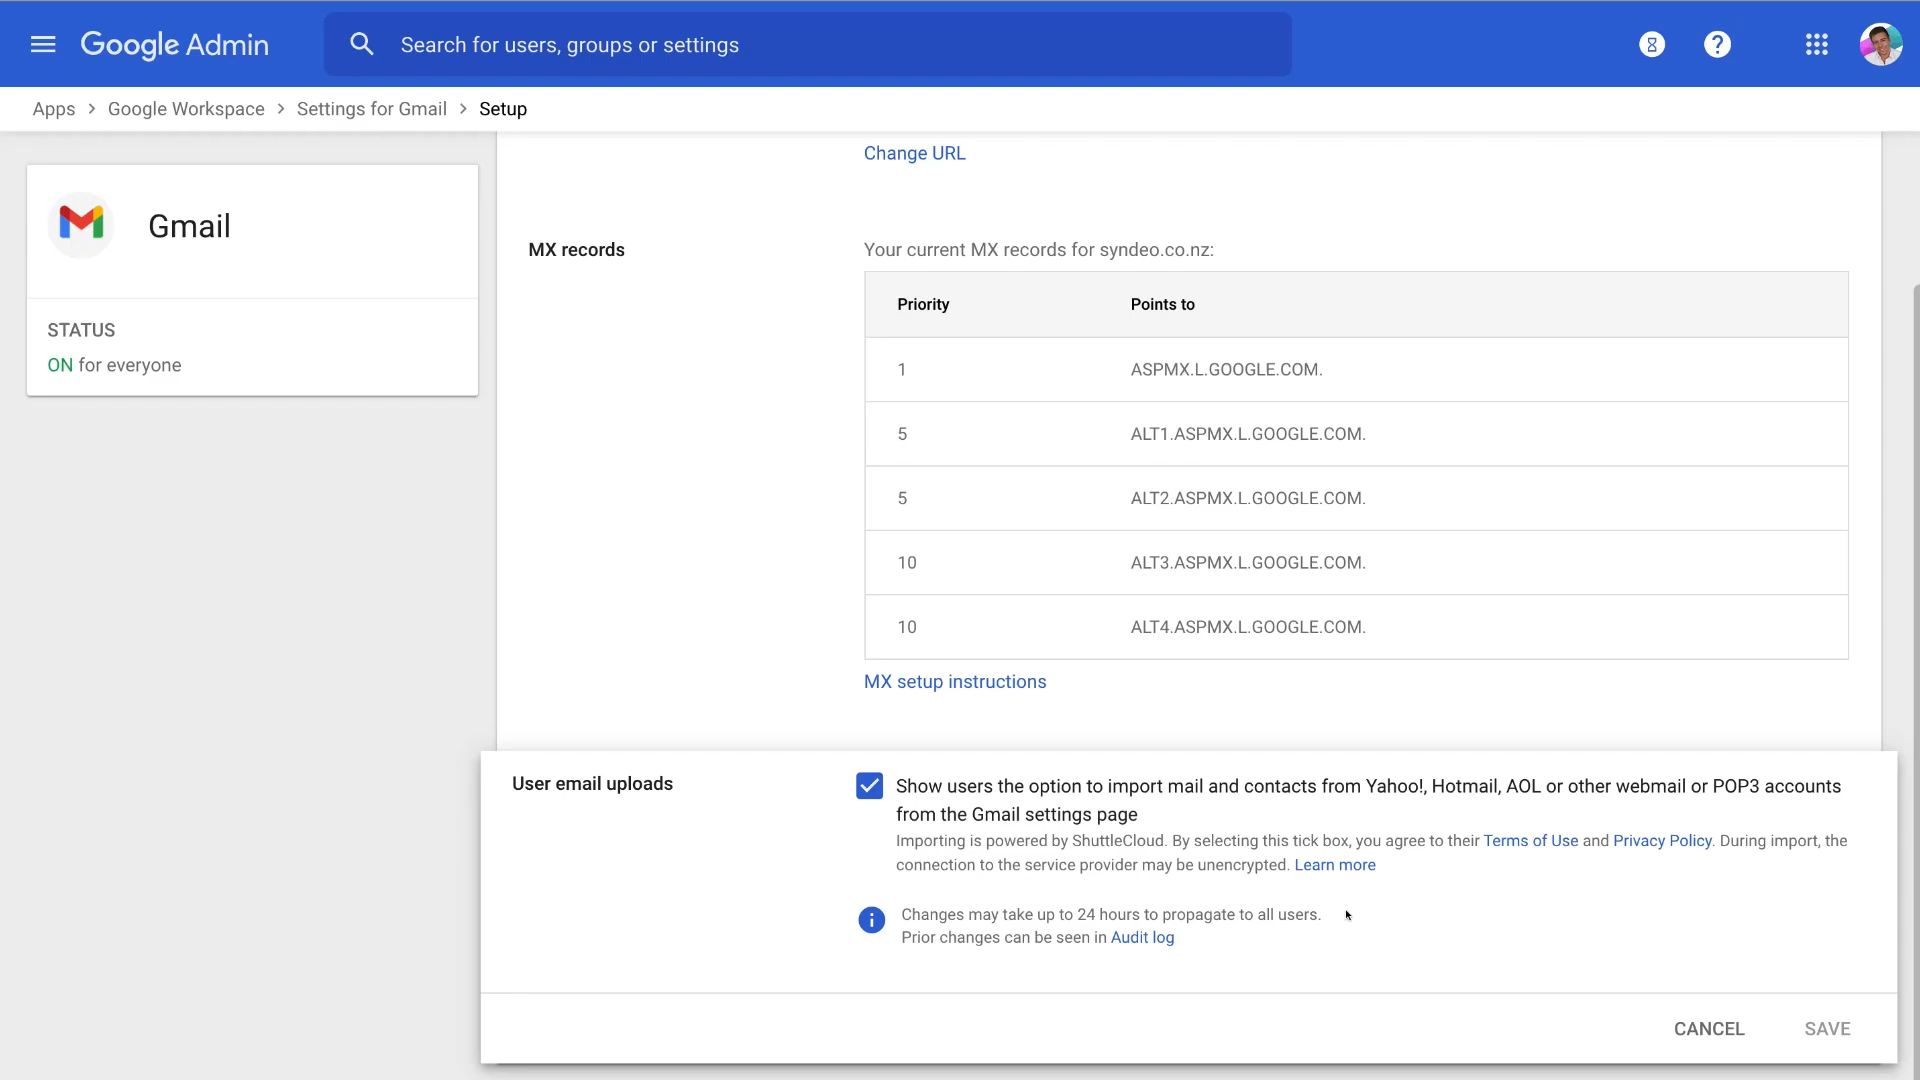 Google Admin
Search for users, groups or settings
Apps > Google Workspace > Settings for Gmail > Setup
Change URL
Gmail
STATUS
ON for everyone
MX records
Your current MX records for syndeo.co.nz:
Priority Points to
1 ASPMX.L.GOOGLE.COM.
5 ALT1.ASPMX.L.GOOGLE.COM.
5 ALT2.ASPMX.L.GOOGLE.COM.
10 ALT3.ASPMX.L.GOOGLE.COM.
10 ALT4.ASPMX.L.GOOGLE.COM.
MX setup instructions
User email uploads
Show users the option to import mail and contacts from Yahoo!, Hotmail, AOL or other webmail or POP3 accounts
from the Gmail settings page
Importing is powered by ShuttleCloud. By selecting this tick box, you agree to their Terms of Use and Privacy Policy. During import, the
connection to the service provider may be unencrypted. Learn more
Changes may take up to 24 hours to propagate to all users.
Prior changes can be seen in Audit log
CANCEL SAVE